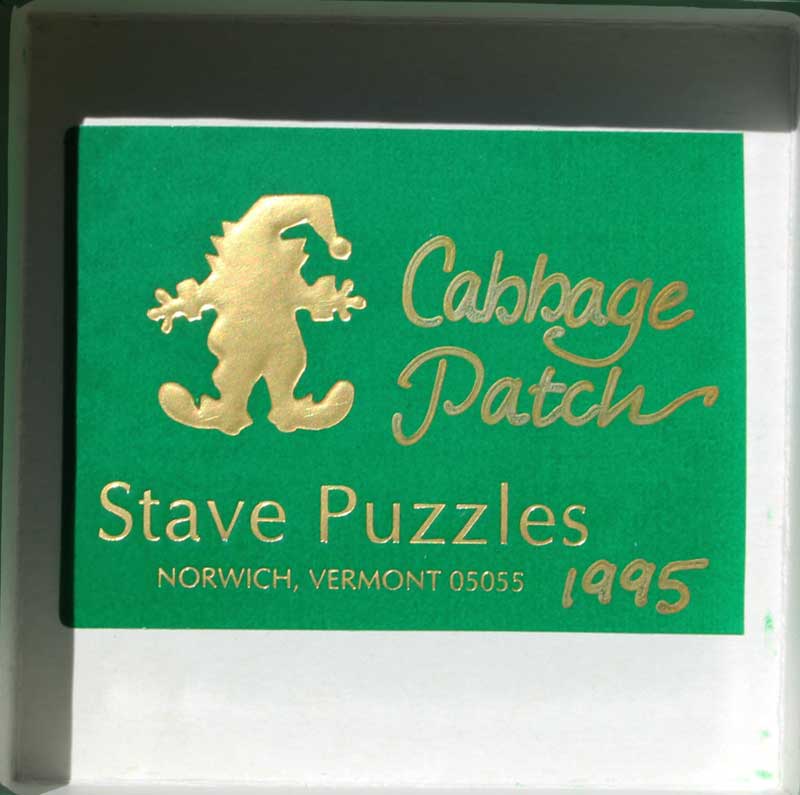 Cabbage
Patch
Stave Puzzles
NORWICH, VERMONT 05055
1995